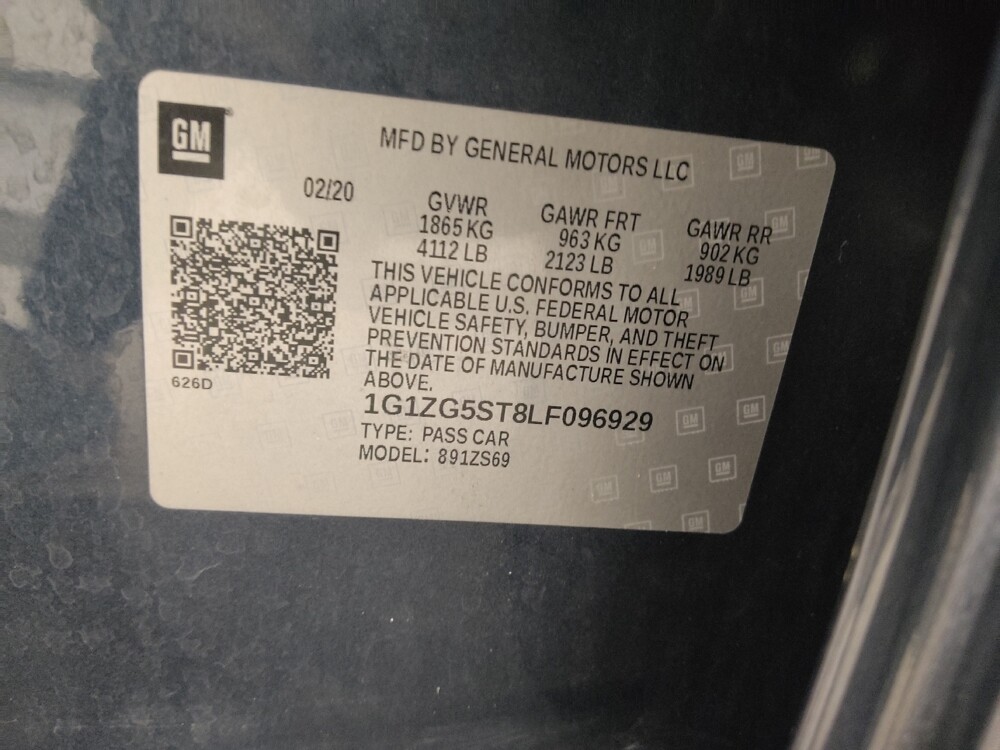 GM
MFD BY GENERAL MOTORS LLC
02/20
GVWR GAWR FRT GAWR RR
1865 KG 963 KG 902 KG
4112 LB 2123 LB 1989 LB
THIS VEHICLE CONFORMS TO ALL
APPLICABLE U.S. FEDERAL MOTOR
VEHICLE SAFETY, BUMPER, AND THEFT
PREVENTION STANDARDS IN EFFECT ON
THE DATE OF MANUFACTURE SHOWN
ABOVE.
626D
1G1ZG5ST8LF096929
TYPE: PASS CAR
MODEL: 891ZS69